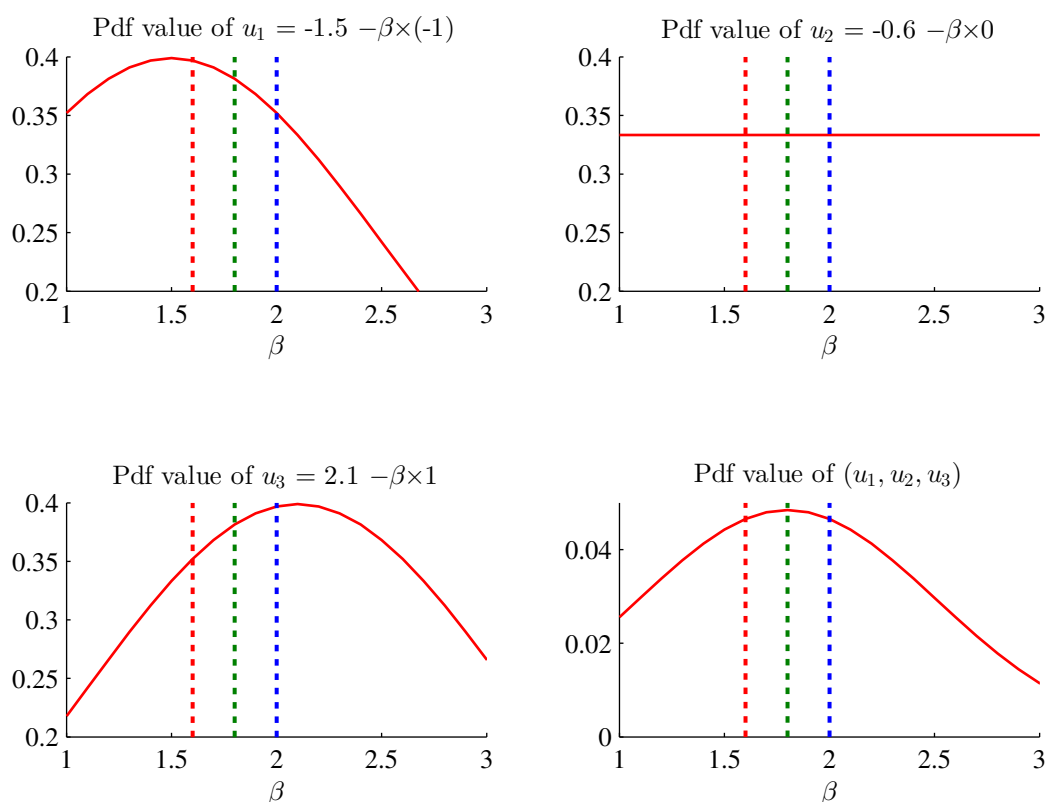 Pdf value of u₁ = -1.5 −β×(-1)
0.4
0.35
0.3
0.25
0.2
1 1.5 2 2.5 3
β
Pdf value of u₂ = -0.6 −β×0
0.4
0.35
0.3
0.25
0.2
1 1.5 2 2.5 3
β
Pdf value of u₃ = 2.1 −β×1
0.4
0.35
0.3
0.25
0.2
1 1.5 2 2.5 3
β
Pdf value of (u₁, u₂, u₃)
0.04
0.02
0
1 1.5 2 2.5 3
β